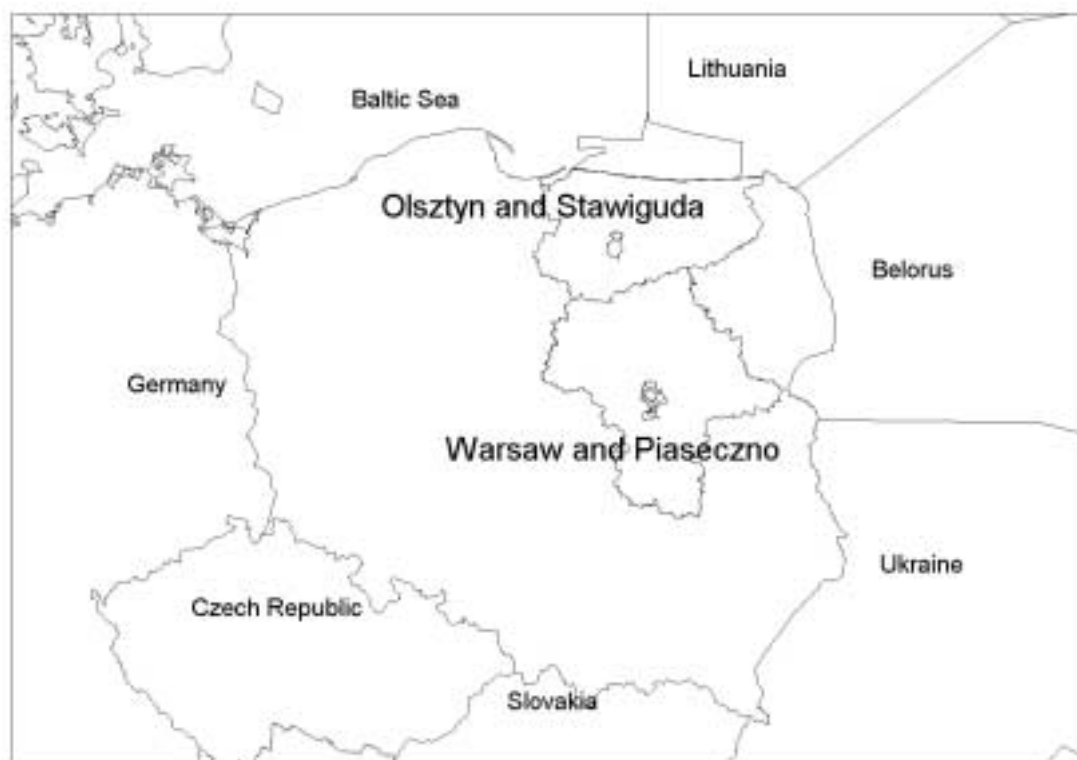 Lithuania
Baltic Sea
Olsztyn and Stawiguda
Belorus
Germany
Warsaw and Piaseczno
Ukraine
Czech Republic
Slovakia